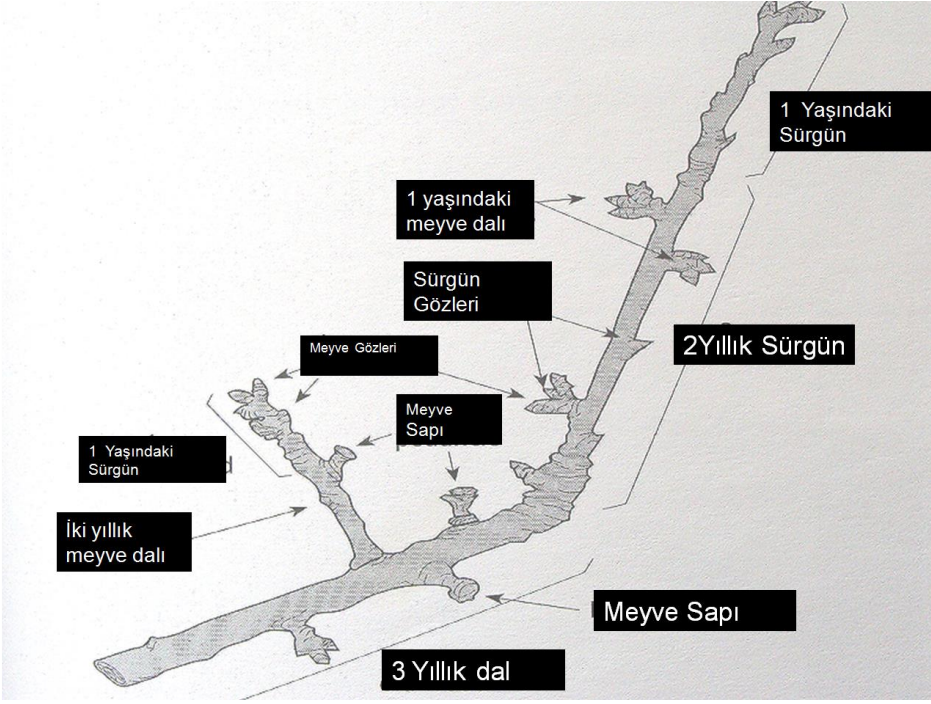 1 Yaşındaki
Sürgün
1 yaşındaki
meyve dalı
Sürgün
Gözleri
2Yıllık Sürgün
Meyve Gözleri
Meyve
Sapı
1 Yaşındaki
Sürgün
İki yıllık
meyve dalı
Meyve Sapı
3 Yıllık dal